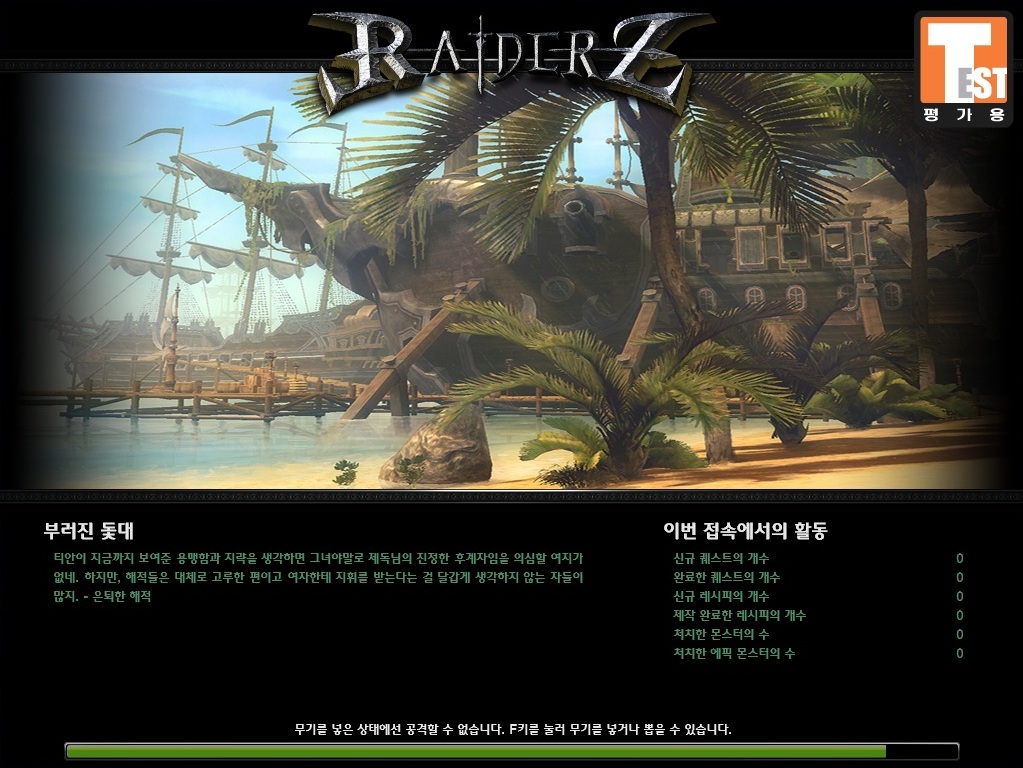 RAIDERZ
TEST
평 가 용
부러진 돛대
티안이 지금까지 보여준 용맹함과 지략을 생각하면 그녀야말로 제독님의 진정한 후계자임을 의심할 여지가
없네. 하지만, 해적들은 대체로 고루한 편이고 여자한테 지휘를 받는다는 걸 달갑게 생각하지 않는 자들이
많지. - 은퇴한 해적
이번 접속에서의 활동
신규 퀘스트의 개수 0
완료한 퀘스트의 개수 0
신규 레시피의 개수 0
제작 완료한 레시피의 개수 0
처치한 몬스터의 수 0
처치한 에픽 몬스터의 수 0
무기를 넣은 상태에선 공격할 수 없습니다. F키를 눌러 무기를 넣거나 뽑을 수 있습니다.